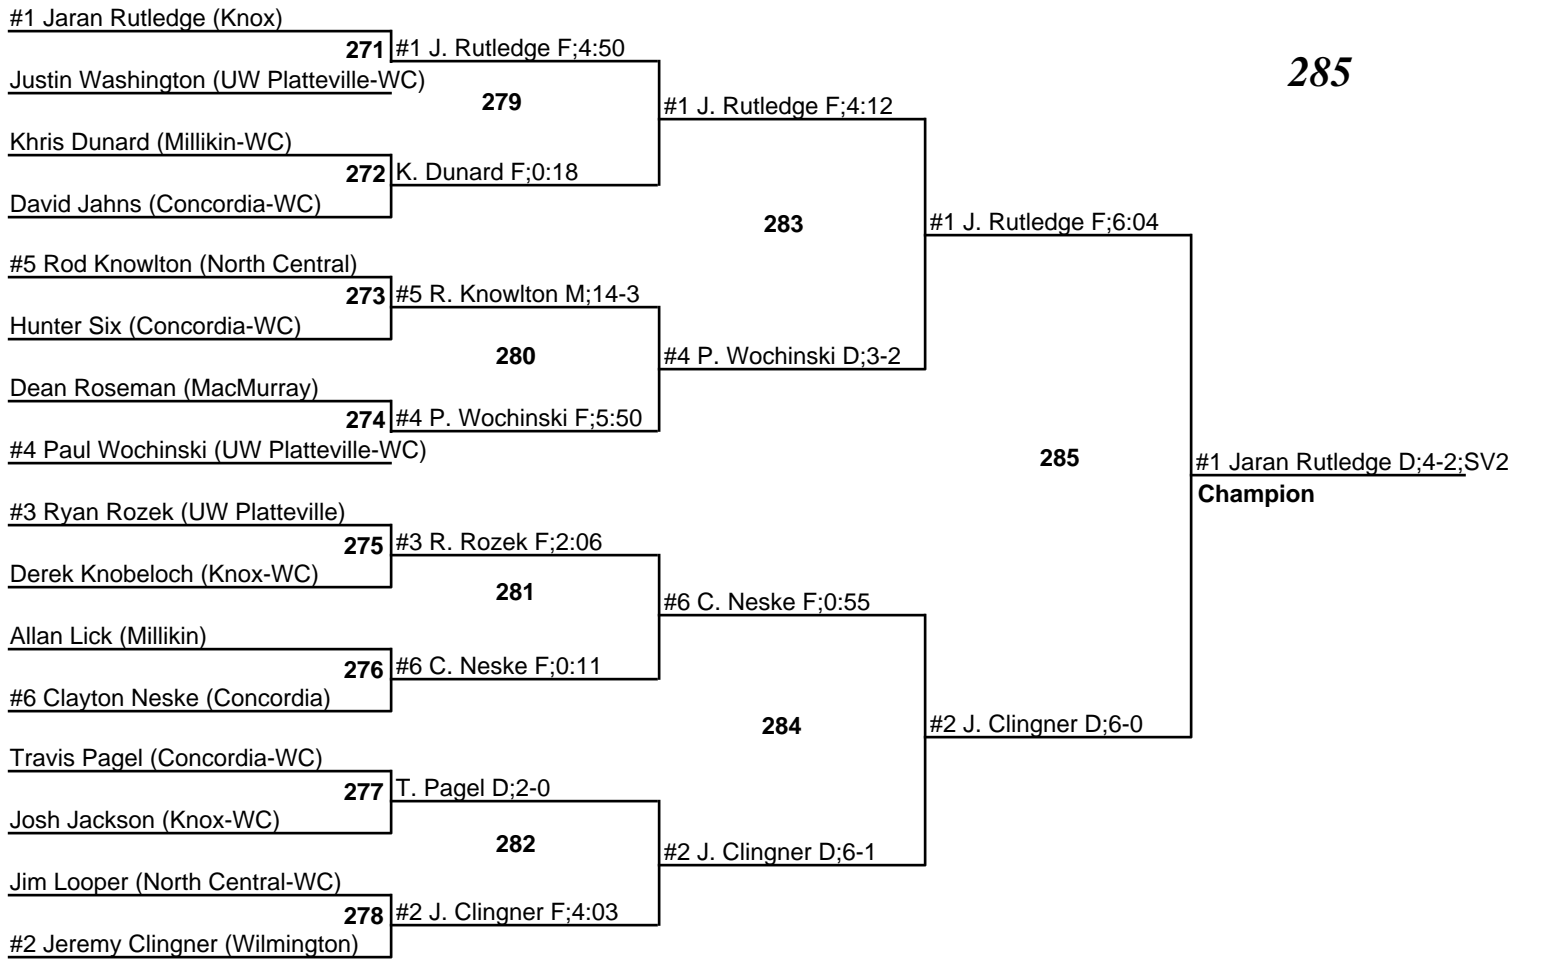 #1 Jaran Rutledge (Knox)
271 #1 J. Rutledge F;4:50
285
Justin Washington (UW Platteville-WC)
279
#1 J. Rutledge F;4:12
Khris Dunard (Millikin-WC)
272 K. Dunard F;0:18
David Jahns (Concordia-WC)
283
#1 J. Rutledge F;6:04
#5 Rod Knowlton (North Central)
273 #5 R. Knowlton M;14-3
Hunter Six (Concordia-WC)
280
#4 P. Wochinski D;3-2
Dean Roseman (MacMurray)
274 #4 P. Wochinski F;5:50
#4 Paul Wochinski (UW Platteville-WC)
285
#1 Jaran Rutledge D;4-2;SV2
Champion
#3 Ryan Rozek (UW Platteville)
275 #3 R. Rozek F;2:06
Derek Knobeloch (Knox-WC)
281
#6 C. Neske F;0:55
Allan Lick (Millikin)
276 #6 C. Neske F;0:11
#6 Clayton Neske (Concordia)
284
#2 J. Clingner D;6-0
Travis Pagel (Concordia-WC)
277 T. Pagel D;2-0
Josh Jackson (Knox-WC)
282
#2 J. Clingner D;6-1
Jim Looper (North Central-WC)
278 #2 J. Clingner F;4:03
#2 Jeremy Clingner (Wilmington)